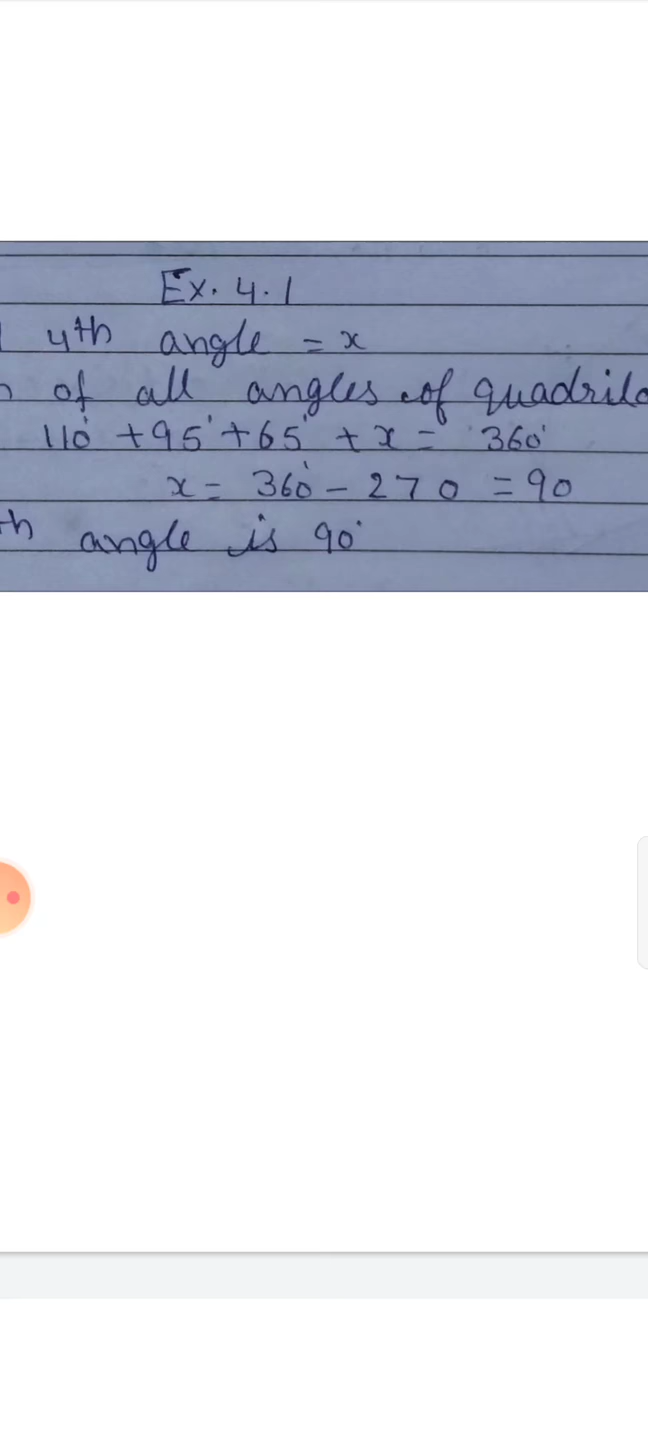 Ex. 4.1
4th angle = x
of all angles of quadril
110° + 95° + 65° + x = 360°
x = 360° - 270 = 90
th angle is 90°